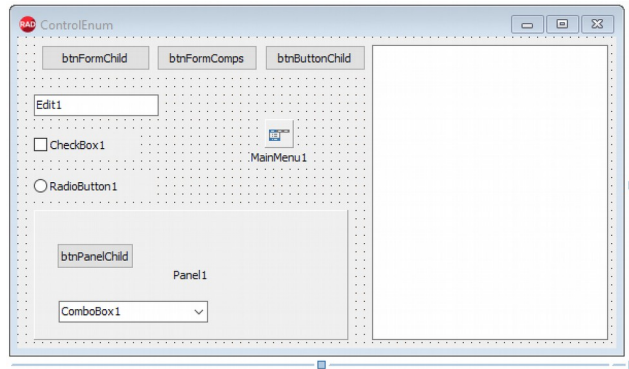 RAD ControlEnum
btnFormChild btnFormComps btnButtonChild
Edit1
CheckBox1
MainMenu1
RadioButton1
btnPanelChild
Panel1
ComboBox1